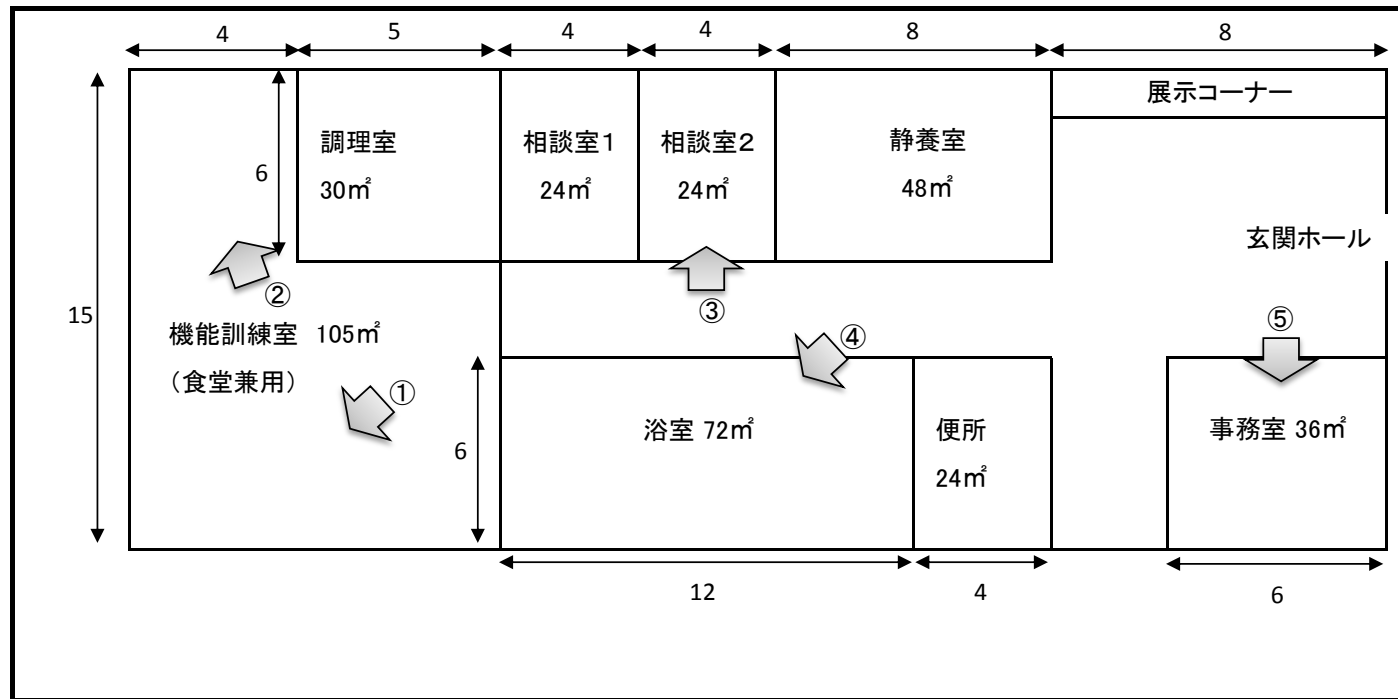 4 5 4 4 8 8
展示コーナー
調理室 相談室1 相談室2 静養室
6 30㎡ 24㎡ 24㎡ 48㎡
玄関ホール
②
15 ③ ⑤
機能訓練室 105㎡ ④
（食堂兼用） ①
6 浴室 72㎡ 便所 事務室 36㎡
24㎡
12 4 6